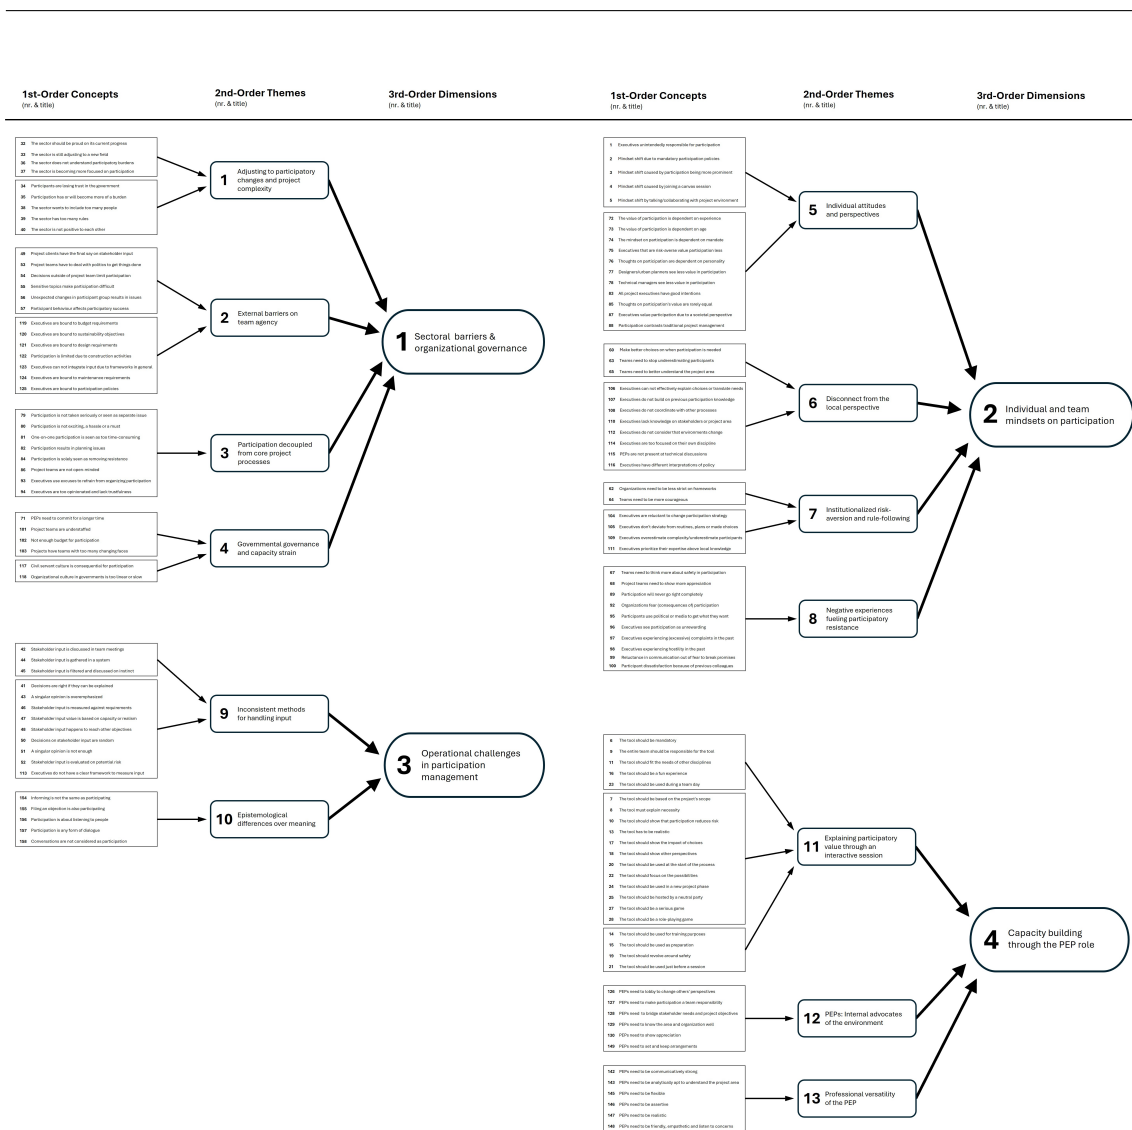 1st-Order Concepts
(nr. & title)
2nd-Order Themes
(nr. & title)
3rd-Order Dimensions
(nr. & title)
32 The sector should be proud on its current progress
33 The sector is still adjusting to a new field
36 The sector does not understand participatory burdens
37 The sector is becoming more focused on participation
34 Participants are losing trust in the government
35 Participation has or will become more of a burden
38 The sector wants to include too many people
39 The sector has too many rules
40 The sector is not positive to each other
1 Adjusting to participatory
changes and project
complexity
49 Project clients have the final say on stakeholder input
53 Project teams have to deal with politics to get things done
54 Decisions outside of project team limit participation
55 Sensitive topics make participation difficult
56 Unexpected changes in participant group results in issues
57 Participant behaviour affects participatory success
119 Executives are bound to budget requirements
120 Executives are bound to sustainability objectives
121 Executives are bound to design requirements
122 Participation is limited due to construction activities
123 Executives can not integrate input due to frameworks in general
124 Executives are bound to maintenance requirements
125 Executives are bound to participation policies
2 External barriers on
team agency
79 Participation is not taken seriously or seen as separate issue
80 Participation is not exciting, a hassle or a must
81 One-on-one participation is seen as too time-consuming
82 Participation results in planning issues
84 Participation is solely seen as removing resistance
86 Project teams are not open-minded
93 Executives use excuses to refrain from organizing participation
94 Executives are too opinionated and lack trustfulness
3 Participation decoupled
from core project
processes
71 PEPs need to commit for a longer time
101 Project teams are understaffed
102 Not enough budget for participation
103 Projects have teams with too many changing faces
117 Civil servant culture is consequential for participation
118 Organizational culture in governments is too linear or slow
4 Governmental governance
and capacity strain
1 Sectoral barriers &
organizational governance
42 Stakeholder input is discussed in team meetings
44 Stakeholder input is gathered in a system
45 Stakeholder input is filtered and discussed on instinct
41 Decisions are right if they can be explained
43 A singular opinion is overemphasized
46 Stakeholder input is measured against requirements
47 Stakeholder input value is based on capacity or realism
48 Stakeholder input happens to reach other objectives
50 Decisions on stakeholder input are random
51 A singular opinion is not enough
52 Stakeholder input is evaluated on potential risk
113 Executives do not have a clear framework to measure input
9 Inconsistent methods
for handling input
154 Informing is not the same as participating
155 Filing an objection is also participating
156 Participation is about listening to people
157 Participation is any form of dialogue
158 Conversations are not considered as participation
10 Epistemological
differences over meaning
3 Operational challenges
in participation
management
1st-Order Concepts
(nr. & title)
2nd-Order Themes
(nr. & title)
3rd-Order Dimensions
(nr. & title)
1 Executives unintendedly responsible for participation
2 Mindset shift due to mandatory participation policies
3 Mindset shift caused by participation being more prominent
4 Mindset shift caused by joining a canvas session
5 Mindset shift by talking/collaborating with project environment
72 The value of participation is dependent on experience
73 The value of participation is dependent on age
74 The mindset on participation is dependent on mandate
75 Executives that are risk-averse value participation less
76 Thoughts on participation are dependent on personality
77 Designers/urban planners see less value in participation
78 Technical managers see less value in participation
83 All project executives have good intentions
85 Thoughts on participation's value are rarely equal
87 Executives value participation due to a societal perspective
88 Participation contrasts traditional project management
5 Individual attitudes
and perspectives
60 Make better choices on when participation is needed
63 Teams need to stop underestimating participants
65 Teams need to better understand the project area
106 Executives can not effectively explain choices or translate needs
107 Executives do not build on previous participation knowledge
108 Executives do not coordinate with other processes
110 Executives lack knowledge on stakeholders or project area
112 Executives do not consider that environments change
114 Executives are too focused on their own discipline
115 PEPs are not present at technical discussions
116 Executives have different interpretations of policy
6 Disconnect from the
local perspective
62 Organizations need to be less strict on frameworks
64 Teams need to be more courageous
104 Executives are reluctant to change participation strategy
105 Executives don't deviate from routines, plans or made choices
109 Executives overestimate complexity/underestimate participants
111 Executives prioritize their expertise above local knowledge
7 Institutionalized risk-
aversion and rule-following
67 Teams need to think more about safety in participation
68 Project teams need to show more appreciation
89 Participation will never go right completely
92 Organizations fear (consequences of) participation
95 Participants use political or media to get what they want
96 Executives see participation as unrewarding
97 Executives experiencing (excessive) complaints in the past
98 Executives experiencing hostility in the past
99 Reluctance in communication out of fear to break promises
100 Participant dissatisfaction because of previous colleagues
8 Negative experiences
fueling participatory
resistance
2 Individual and team
mindsets on participation
6 The tool should be mandatory
9 The entire team should be responsible for the tool
11 The tool should fit the needs of other disciplines
16 The tool should be a fun experience
23 The tool should be used during a team day
7 The tool should be based on the project's scope
8 The tool must explain necessity
10 The tool should show that participation reduces risk
13 The tool has to be realistic
17 The tool should show the impact of choices
18 The tool should show other perspectives
20 The tool should be used at the start of the process
22 The tool should focus on the possibilities
24 The tool should be used in a new project phase
25 The tool should be hosted by a neutral party
27 The tool should be a serious game
28 The tool should be a role-playing game
14 The tool should be used for training purposes
15 The tool should be used as preparation
19 The tool should revolve around safety
21 The tool should be used just before a session
11 Explaining participatory
value through an
interactive session
126 PEPs need to lobby to change others' perspectives
127 PEPs need to make participation a team responsibility
128 PEPs need to bridge stakeholder needs and project objectives
129 PEPs need to know the area and organization well
138 PEPs need to show appreciation
149 PEPs need to set and keep arrangements
12 PEPs: Internal advocates
of the environment
142 PEPs need to be communicatively strong
143 PEPs need to be analytically apt to understand the project area
145 PEPs need to be flexible
146 PEPs need to be assertive
147 PEPs need to be realistic
148 PEPs need to be friendly, empathetic and listen to concerns
13 Professional versatility
of the PEP
4 Capacity building
through the PEP role